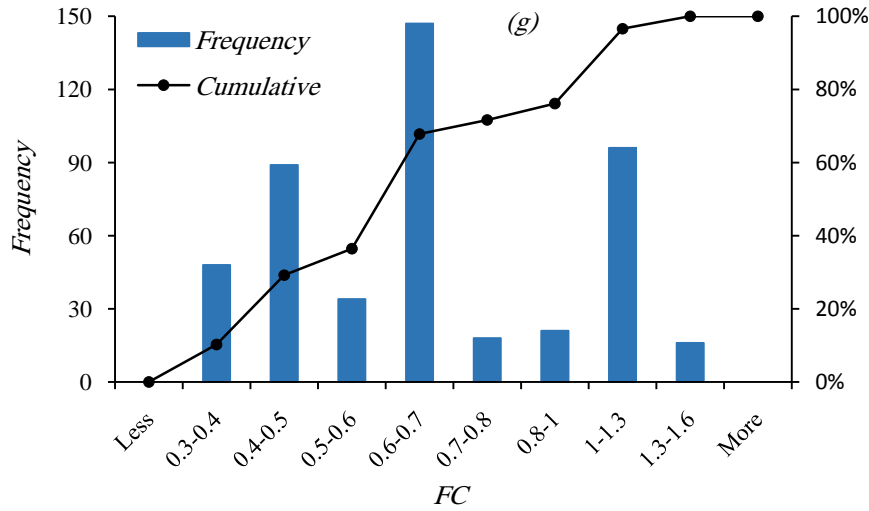 (g)
Frequency
Cumulative
Frequency
150
120
90
60
30
0
100%
80%
60%
40%
20%
0%
Less
0.3-0.4
0.4-0.5
0.5-0.6
0.6-0.7
0.7-0.8
0.8-1
1-1.3
1.3-1.6
More
FC